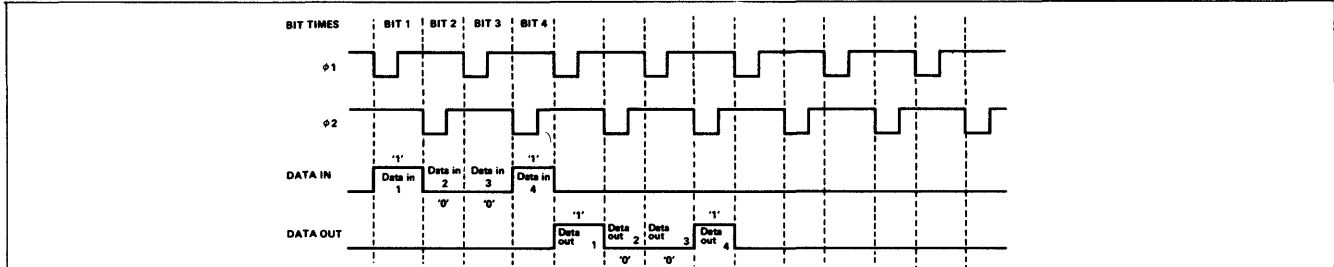 BIT TIMES BIT 1 BIT 2 BIT 3 BIT 4
φ1
φ2
'1' '1'
DATA IN Data in 1 Data in 2 Data in 3 Data in 4
'0' '0'
'1' '1'
DATA OUT Data out 1 Data out 2 Data out 3 Data out 4
'0' '0'